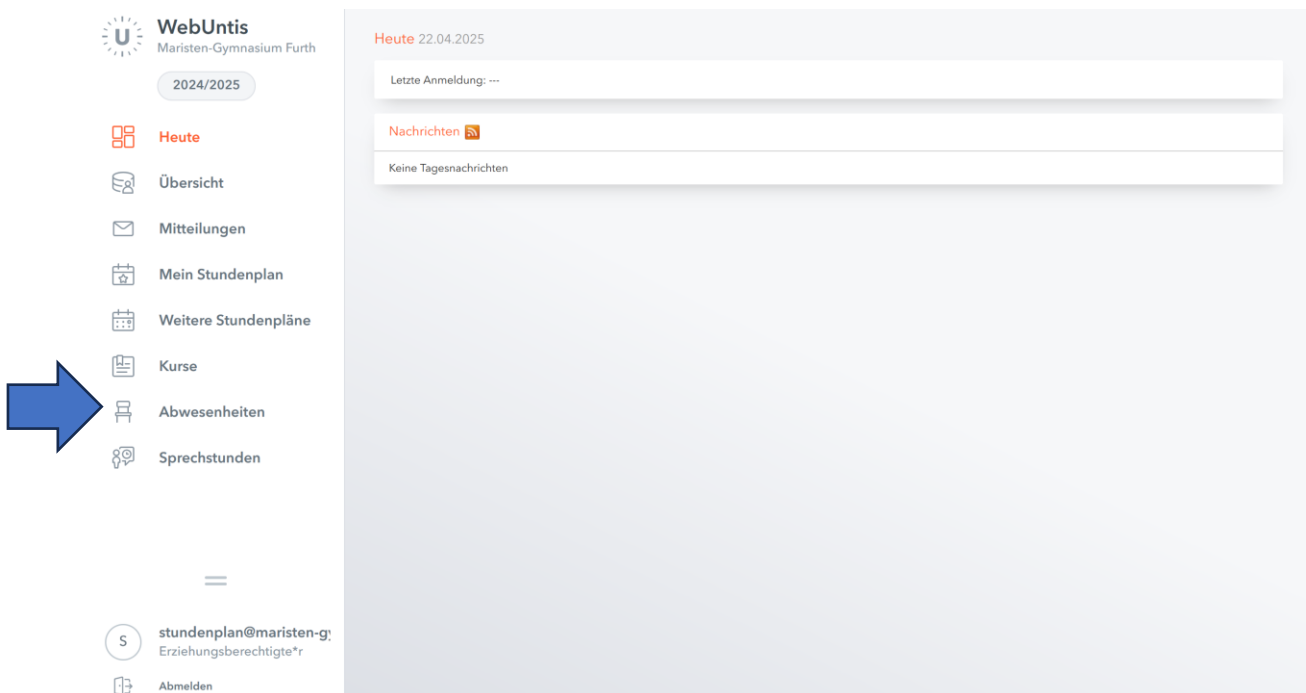 WebUntis
Maristen-Gymnasium Furth
2024/2025
Heute
Übersicht
Mitteilungen
Mein Stundenplan
Weitere Stundenpläne
Kurse
Abwesenheiten
Sprechstunden
S
stundenplan@maristen-gy
Erziehungsberechtigte*r
Abmelden
Heute 22.04.2025
Letzte Anmeldung: ---
Nachrichten
Keine Tagesnachrichten